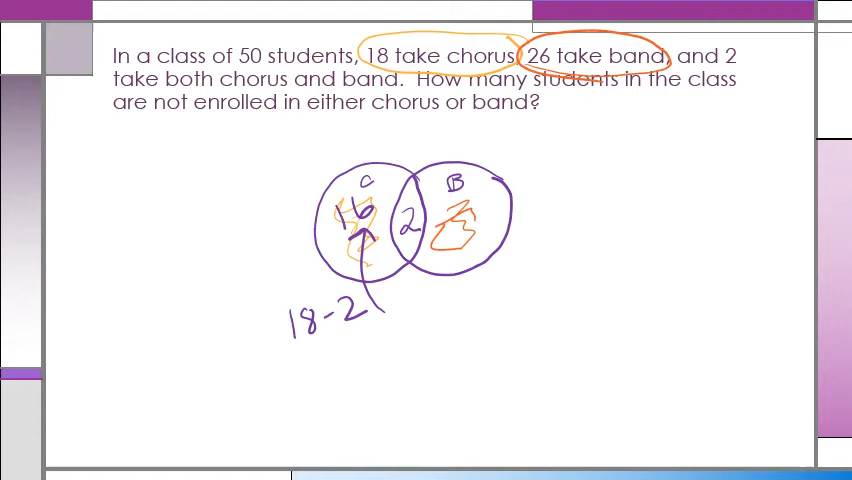 In a class of 50 students, 18 take chorus, 26 take band, and 2
take both chorus and band. How many students in the class
are not enrolled in either chorus or band?
C
B
16
2
18-2